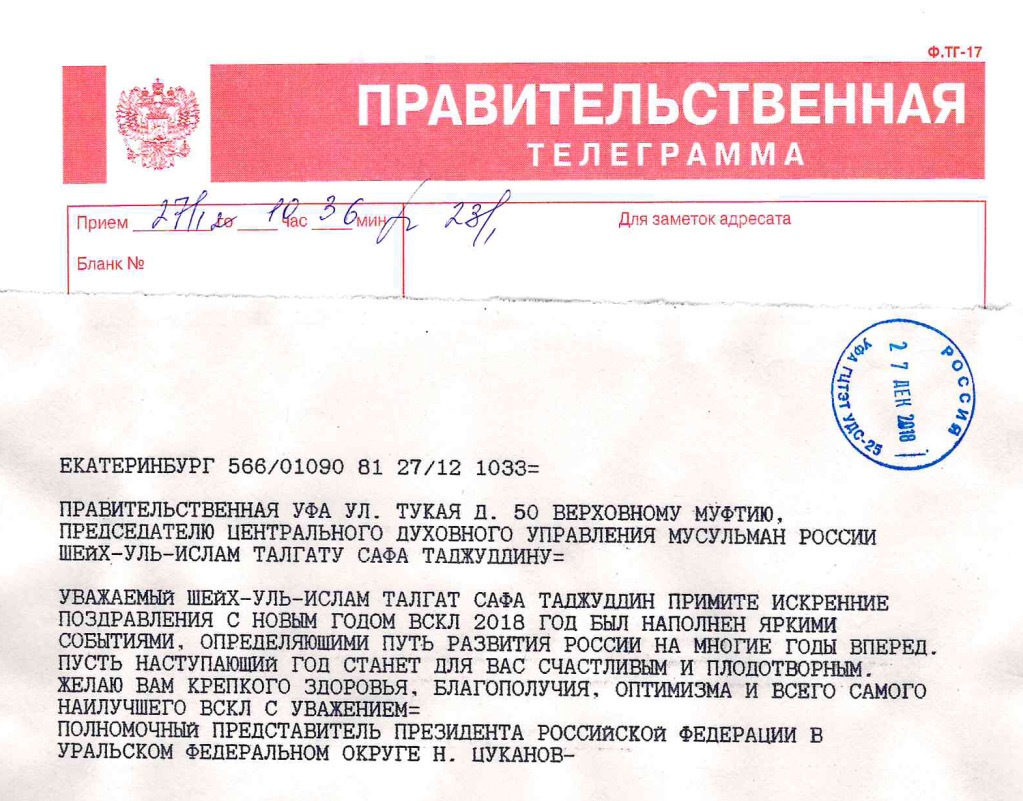 Ф.ТГ-17
ПРАВИТЕЛЬСТВЕННАЯ
ТЕЛЕГРАММА
Прием 27/12 го 10 час 36 мин 23/1
Для заметок адресата
Бланк №
РОССИЯ
27 ДЕК 2018
УФА ГЦТЭТ УДС-25
ЕКАТЕРИНБУРГ 566/01090 81 27/12 1033=
ПРАВИТЕЛЬСТВЕННАЯ УФА УЛ. ТУКАЯ Д. 50 ВЕРХОВНОМУ МУФТИЮ,
ПРЕДСЕДАТЕЛЮ ЦЕНТРАЛЬНОГО ДУХОВНОГО УПРАВЛЕНИЯ МУСУЛЬМАН РОССИИ
ШЕЙХ-УЛЬ-ИСЛАМ ТАЛГАТУ САФА ТАДЖУДДИНУ=
УВАЖАЕМЫЙ ШЕЙХ-УЛЬ-ИСЛАМ ТАЛГАТ САФА ТАДЖУДДИН ПРИМИТЕ ИСКРЕННИЕ
ПОЗДРАВЛЕНИЯ С НОВЫМ ГОДОМ ВСКЛ 2018 ГОД БЫЛ НАПОЛНЕН ЯРКИМИ
СОБЫТИЯМИ, ОПРЕДЕЛЯЮЩИМИ ПУТЬ РАЗВИТИЯ РОССИИ НА МНОГИЕ ГОДЫ ВПЕРЕД.
ПУСТЬ НАСТУПАЮЩИЙ ГОД СТАНЕТ ДЛЯ ВАС СЧАСТЛИВЫМ И ПЛОДОТВОРНЫМ.
ЖЕЛАЮ ВАМ КРЕПКОГО ЗДОРОВЬЯ, БЛАГОПОЛУЧИЯ, ОПТИМИЗМА И ВСЕГО САМОГО
НАИЛУЧШЕГО ВСКЛ С УВАЖЕНИЕМ=
ПОЛНОМОЧНЫЙ ПРЕДСТАВИТЕЛЬ ПРЕЗИДЕНТА РОССИЙСКОЙ ФЕДЕРАЦИИ В
УРАЛЬСКОМ ФЕДЕРАЛЬНОМ ОКРУГЕ Н. ЦУКАНОВ-